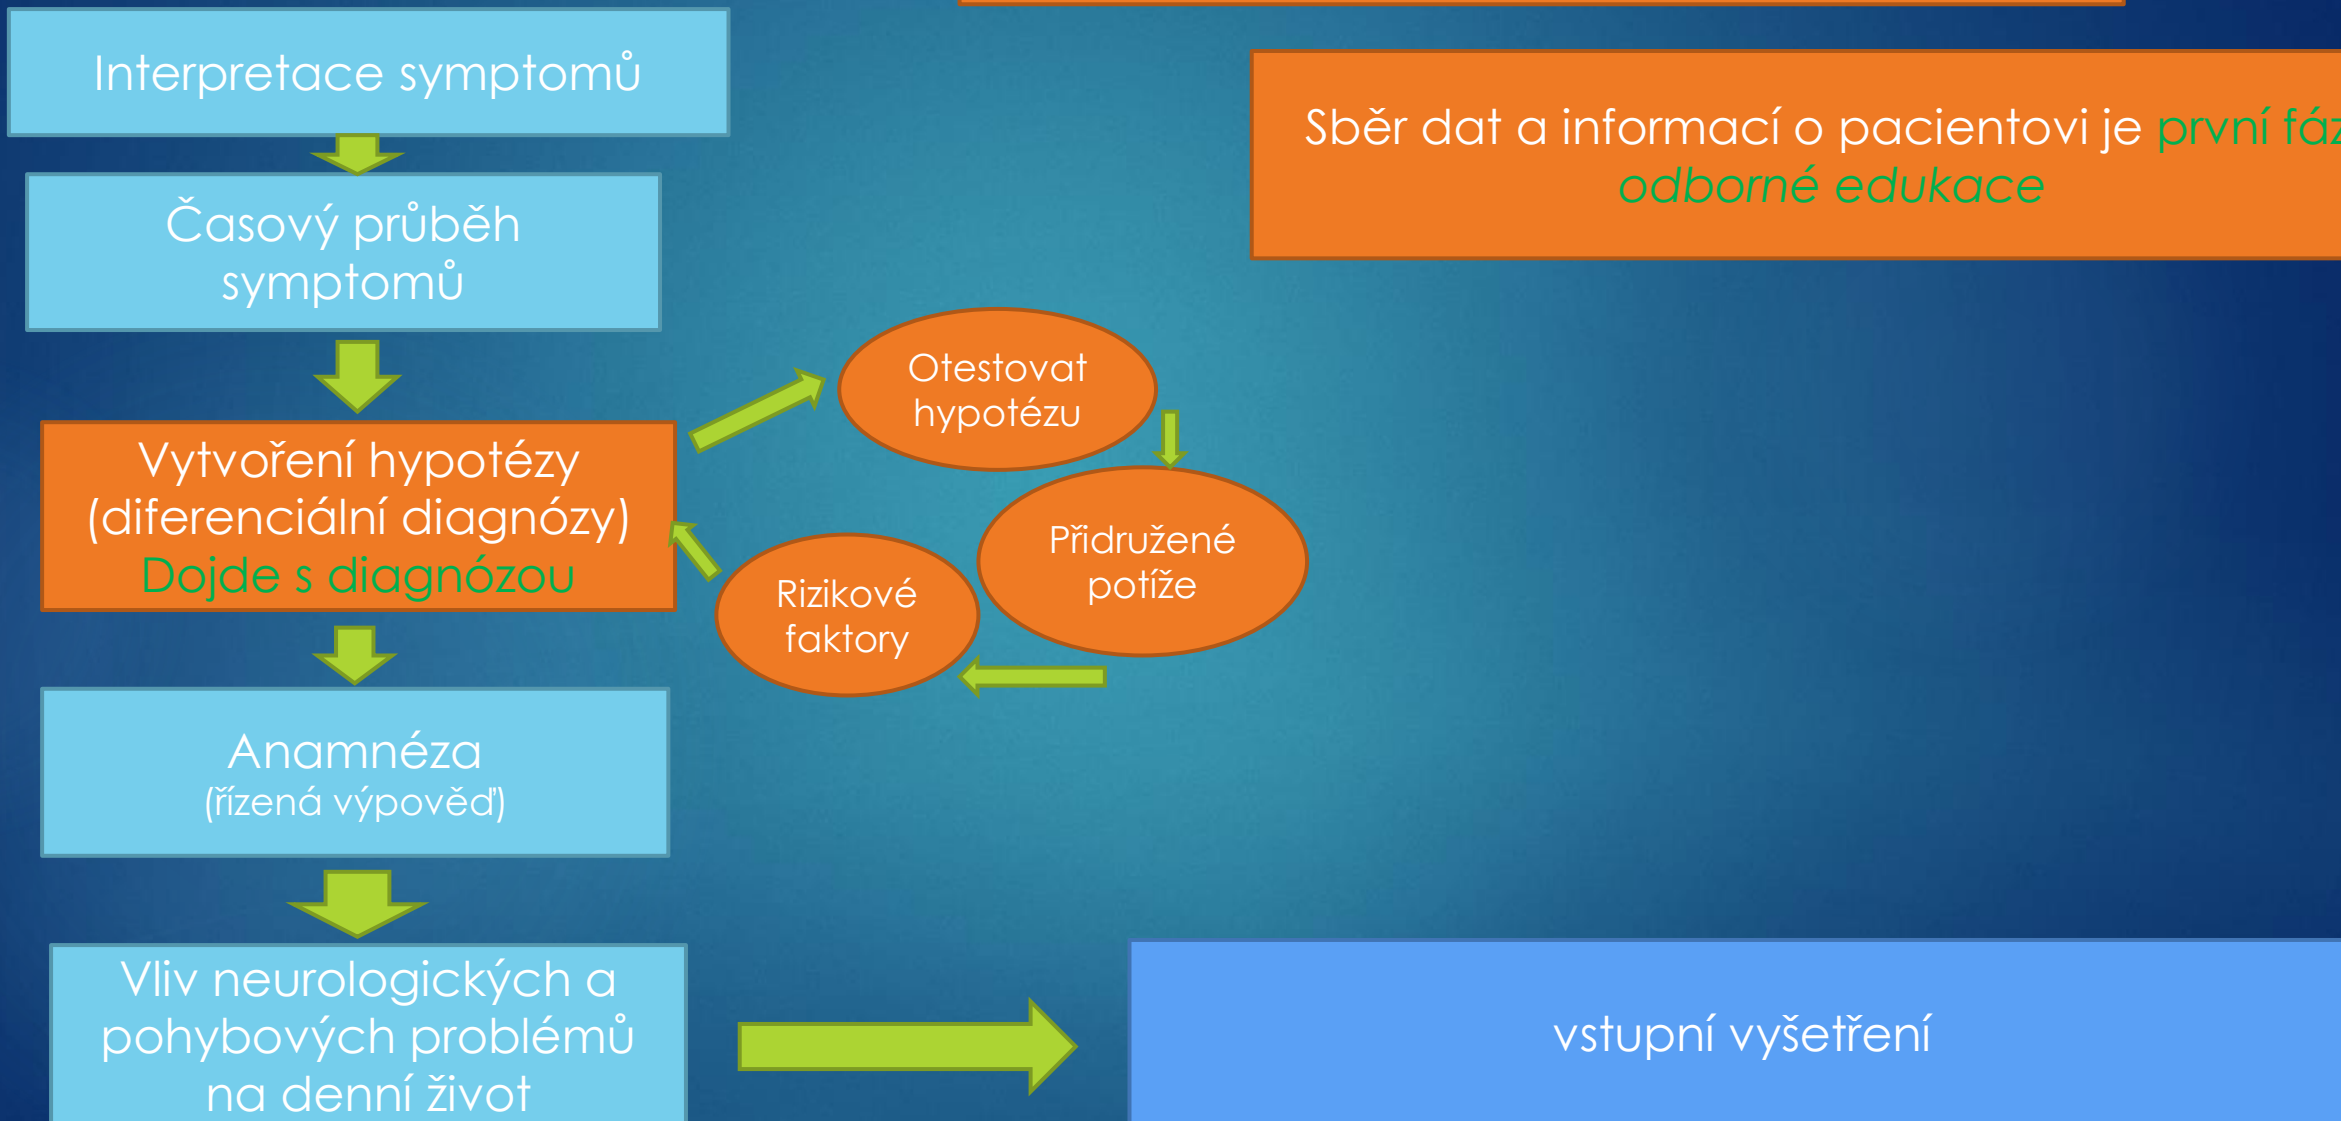 Interpretace symptomů
Sběr dat a informací o pacientovi je první fáz
odborné edukace
Časový průběh
symptomů
Otestovat
hypotézu
Vytvoření hypotézy
(diferenciální diagnózy)
Dojde s diagnózou
Přidružené
potíže
Rizikové
faktory
Anamnéza
(řízená výpověď)
Vliv neurologických a
pohybových problémů
na denní život
vstupní vyšetření